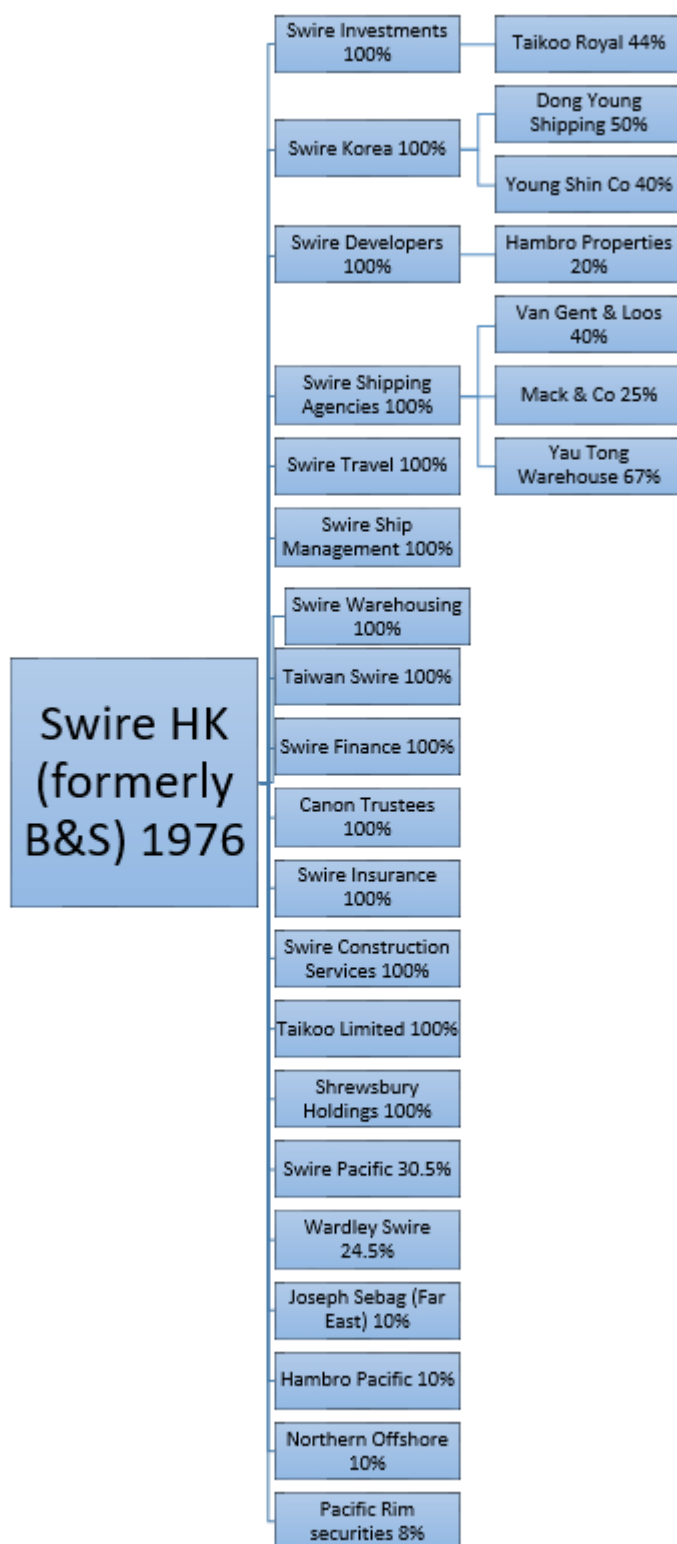 Swire HK
(formerly
B&S) 1976
Swire Investments
100%
Taikoo Royal 44%
Swire Korea 100%
Dong Young
Shipping 50%
Young Shin Co 40%
Swire Developers
100%
Hambro Properties
20%
Swire Shipping
Agencies 100%
Van Gent & Loos
40%
Mack & Co 25%
Yau Tong
Warehouse 67%
Swire Travel 100%
Swire Ship
Management 100%
Swire Warehousing
100%
Taiwan Swire 100%
Swire Finance 100%
Canon Trustees
100%
Swire Insurance
100%
Swire Construction
Services 100%
Taikoo Limited 100%
Shrewsbury
Holdings 100%
Swire Pacific 30.5%
Wardley Swire
24.5%
Joseph Sebag (Far
East) 10%
Hambro Pacific 10%
Northern Offshore
10%
Pacific Rim
securities 8%